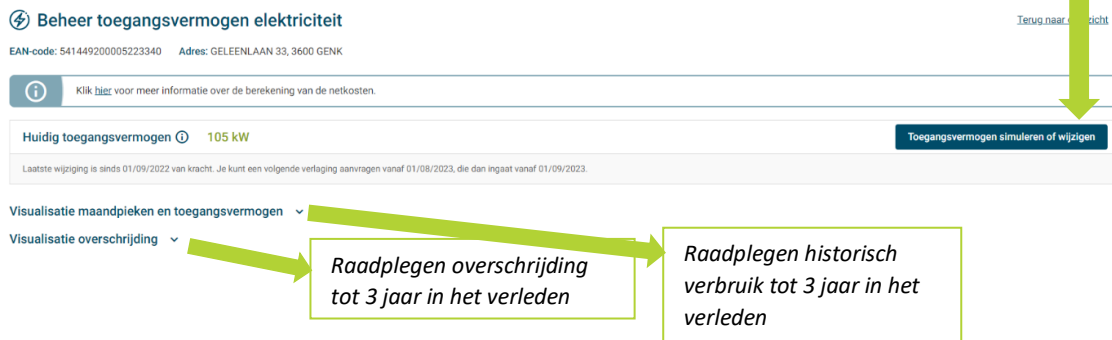 Beheer toegangsvermogen elektriciteit
Terug naar overzicht
EAN-code: 541449200005223340 Adres: GELEENLAAN 33, 3600 GENK
Klik hier voor meer informatie over de berekening van de netkosten.
Huidig toegangsvermogen 105 kW
Toegangsvermogen simuleren of wijzigen
Laatste wijziging is sinds 01/09/2022 van kracht. Je kunt een volgende verlaging aanvragen vanaf 01/08/2023, die dan ingaat vanaf 01/09/2023.
Visualisatie maandpieken en toegangsvermogen
Visualisatie overschrijding
Raadplegen overschrijding
tot 3 jaar in het verleden
Raadplegen historisch
verbruik tot 3 jaar in het
verleden